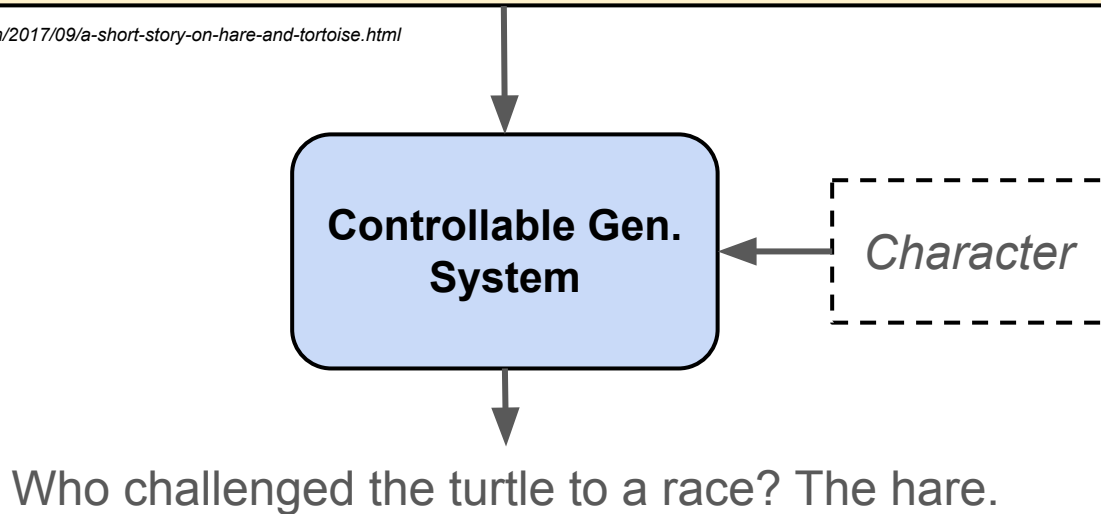 /2017/09/a-short-story-on-hare-and-tortoise.html
Controllable Gen.
System
Character
Who challenged the turtle to a race? The hare.